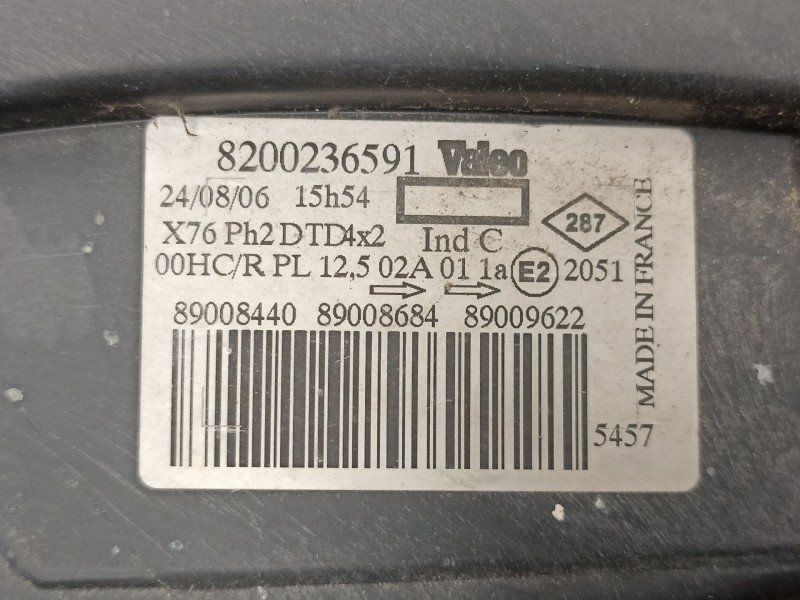 8200236591 Valeo
24/08/06 15h54
287
X76 Ph2 DTD4x2 Ind C
00HC/R PL 12,5 02A 01 1a E2 2051
89008440 89008684 89009622
5457
MADE IN FRANCE